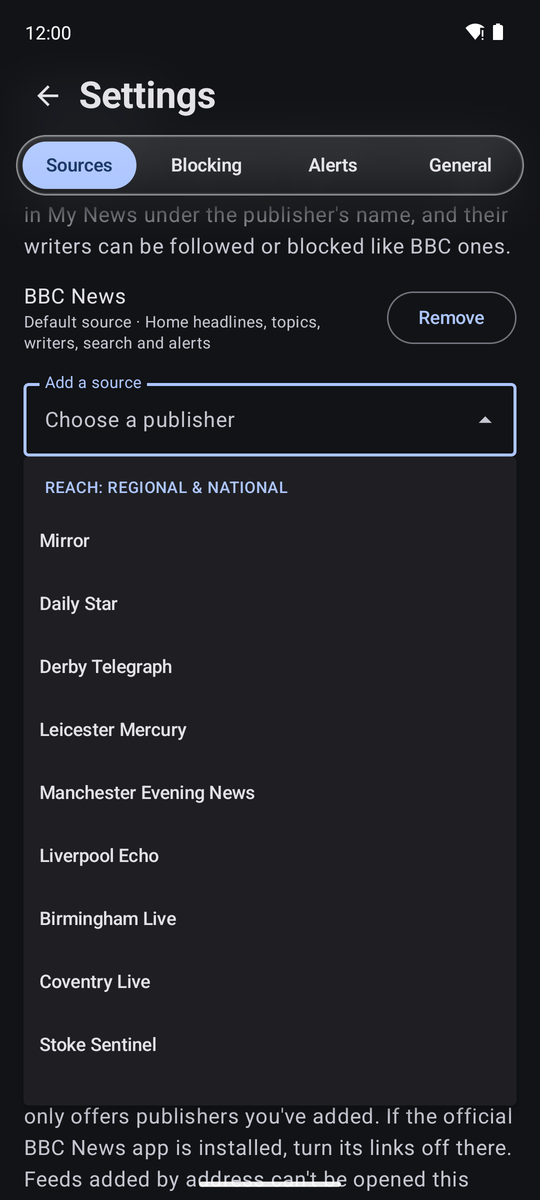 12:00
Settings
Sources
Blocking
Alerts
General
in My News under the publisher's name, and their
writers can be followed or blocked like BBC ones.
BBC News
Default source · Home headlines, topics,
writers, search and alerts
Remove
Add a source
Choose a publisher
REACH: REGIONAL & NATIONAL
Mirror
Daily Star
Derby Telegraph
Leicester Mercury
Manchester Evening News
Liverpool Echo
Birmingham Live
Coventry Live
Stoke Sentinel
only offers publishers you've added. If the official
BBC News app is installed, turn its links off there.
Feeds added by address can't be opened this